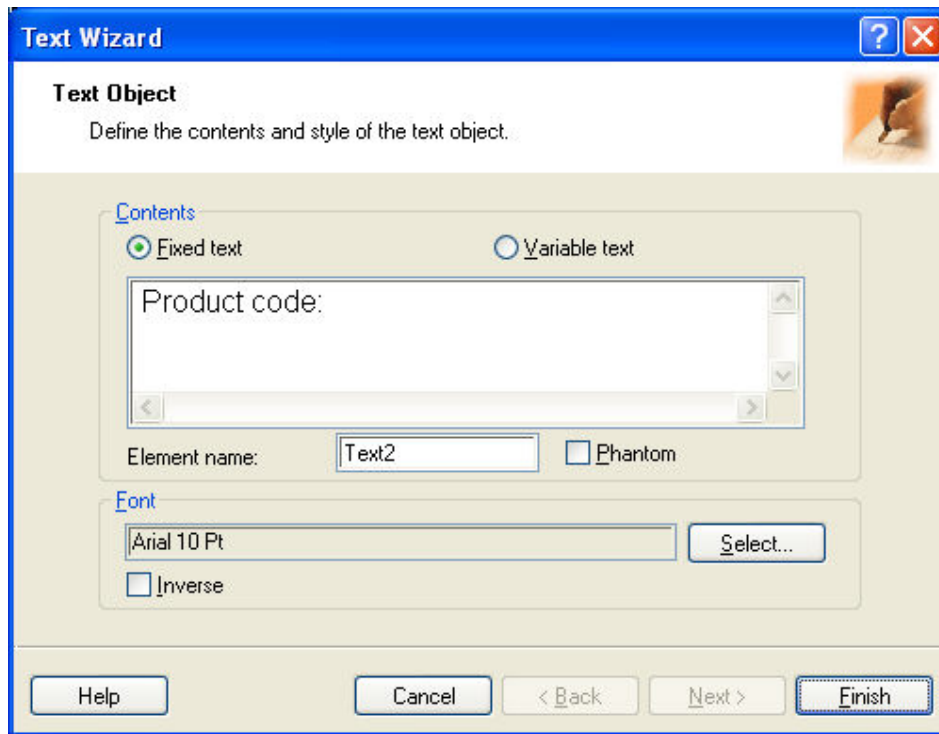 Text Wizard
Text Object
Define the contents and style of the text object.
Contents
Fixed text Variable text
Product code:
Element name: Text2 Phantom
Font
Arial 10 Pt Select...
Inverse
Help Cancel < Back Next > Finish